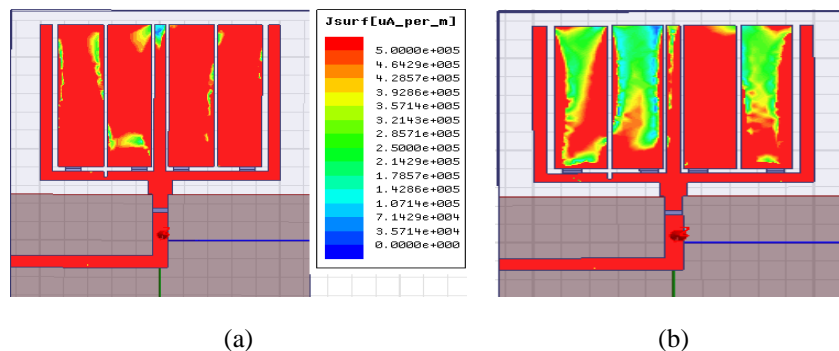 Jsurf[uA_per_m]
5.0000e+005
4.6429e+005
4.2857e+005
3.9286e+005
3.5714e+005
3.2143e+005
2.8571e+005
2.5000e+005
2.1429e+005
1.7857e+005
1.4286e+005
1.0714e+005
7.1429e+004
3.5714e+004
0.0000e+000
(a)
(b)